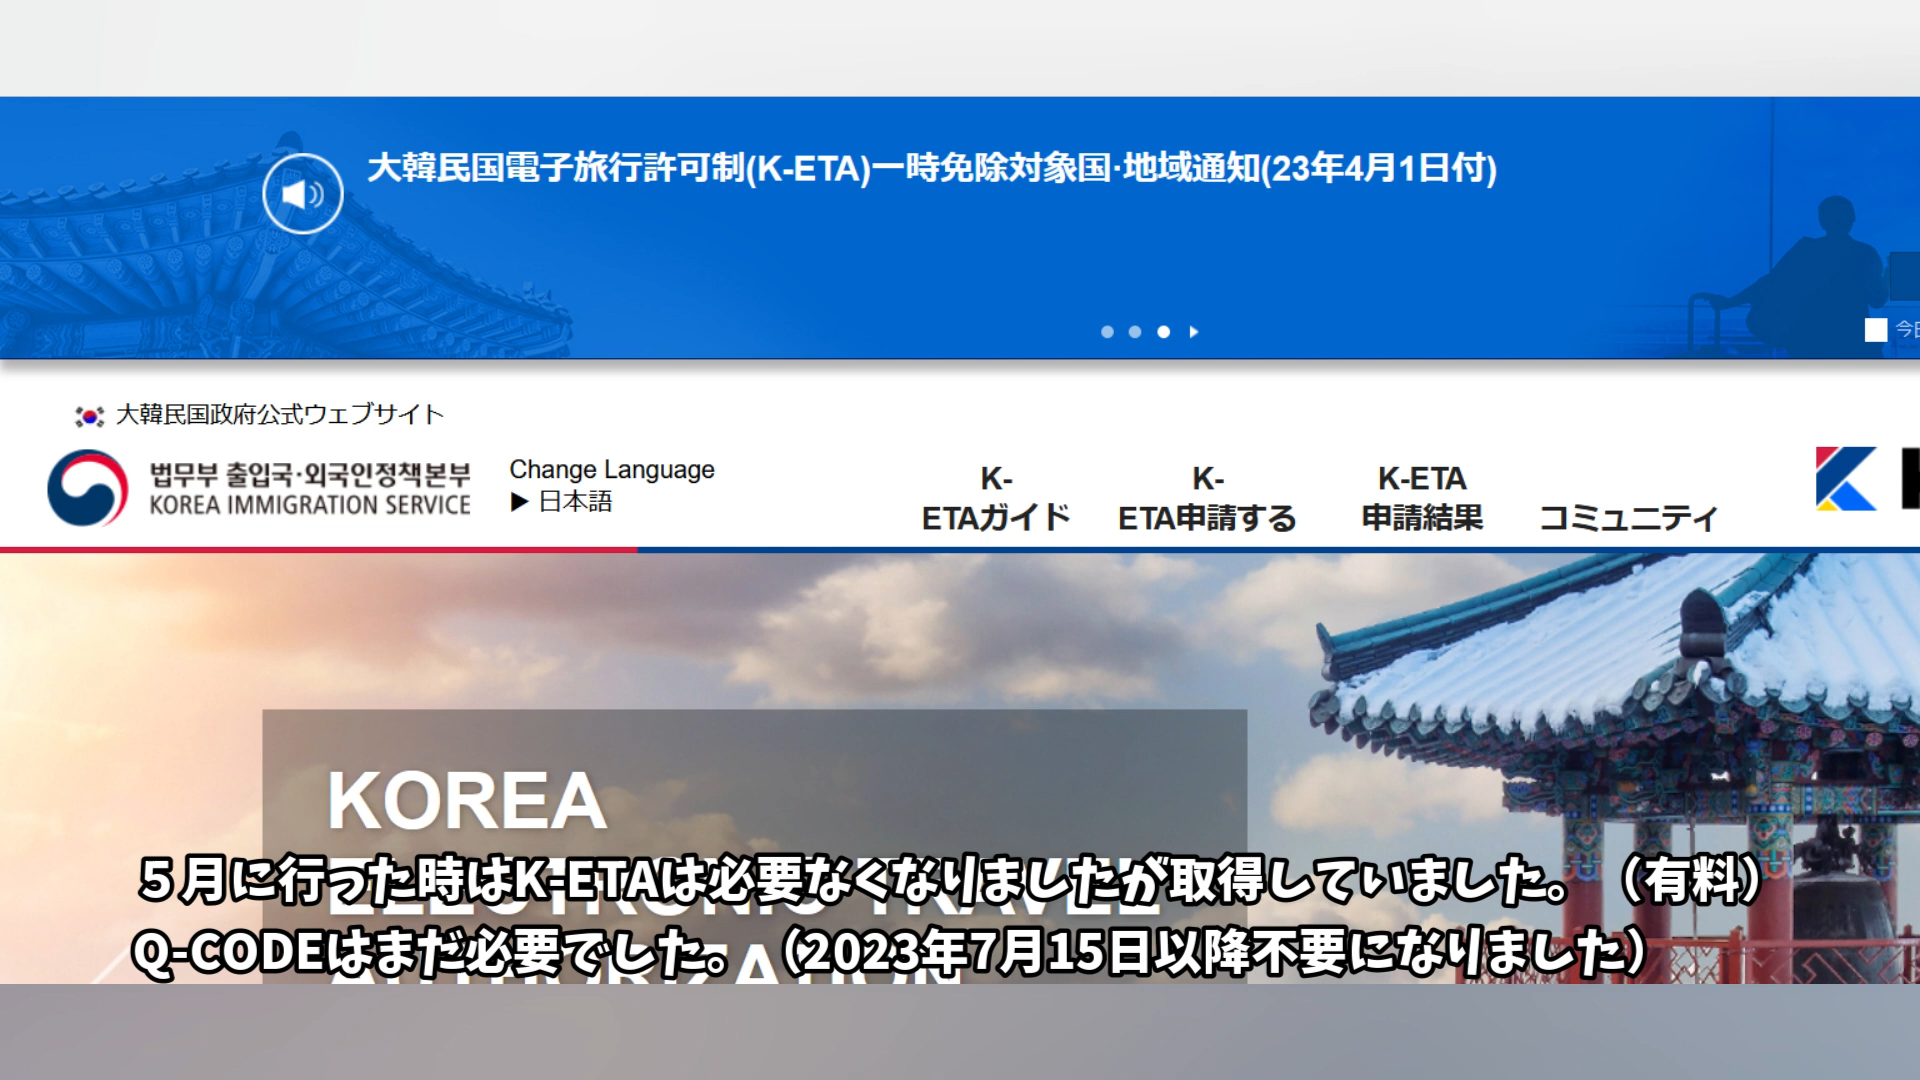 大韓民国電子旅行許可制(K-ETA)一時免除対象国·地域通知(23年4月1日付)
大韓民国政府公式ウェブサイト
법무부 출입국·외국인정책본부
KOREA IMMIGRATION SERVICE
Change Language
▶ 日本語
K-
ETAガイド
K-
ETA申請する
K-ETA
申請結果
コミュニティ
KOREA
ELECTRONIC TRAVEL
AUTHORIZATION
５月に行った時はK-ETAは必要なくなりましたが取得していました。（有料）
Q-CODEはまだ必要でした。（2023年7月15日以降不要になりました）